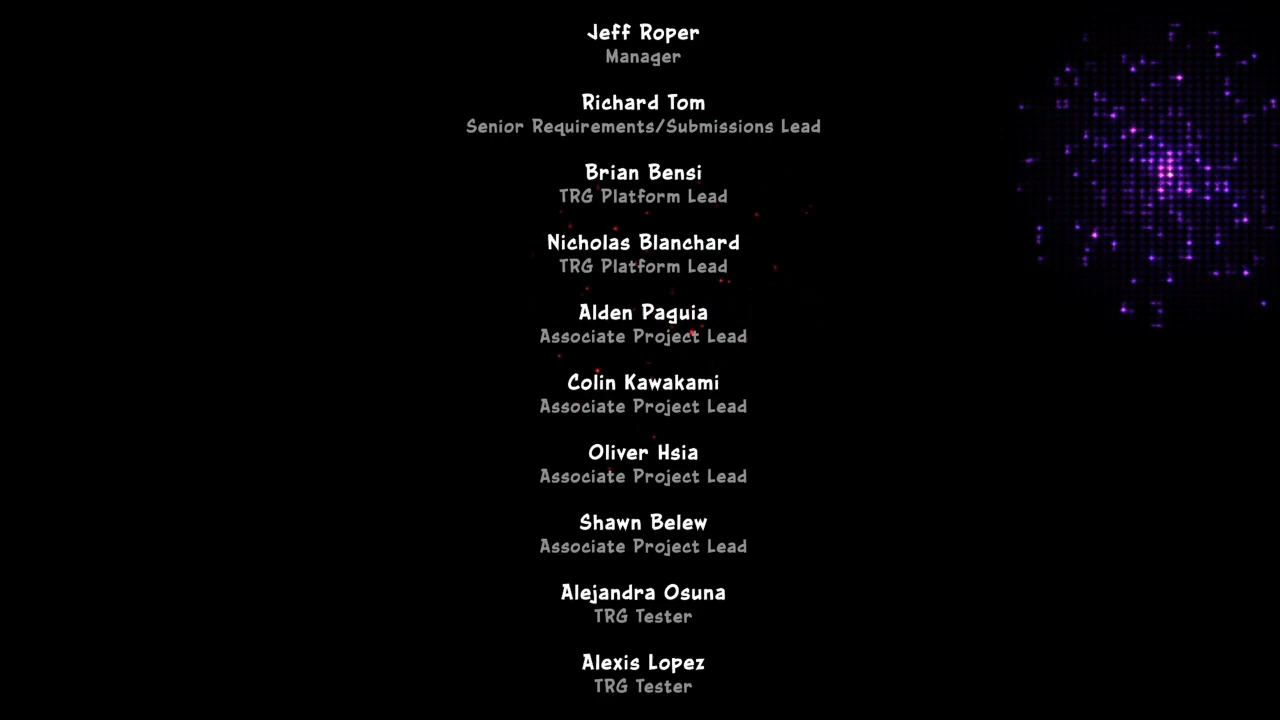 Jeff Roper
Manager
Richard Tom
Senior Requirements/Submissions Lead
Brian Bensi
TRG Platform Lead
Nicholas Blanchard
TRG Platform Lead
Alden Paguia
Associate Project Lead
Colin Kawakami
Associate Project Lead
Oliver Hsia
Associate Project Lead
Shawn Belew
Associate Project Lead
Alejandra Osuna
TRG Tester
Alexis Lopez
TRG Tester